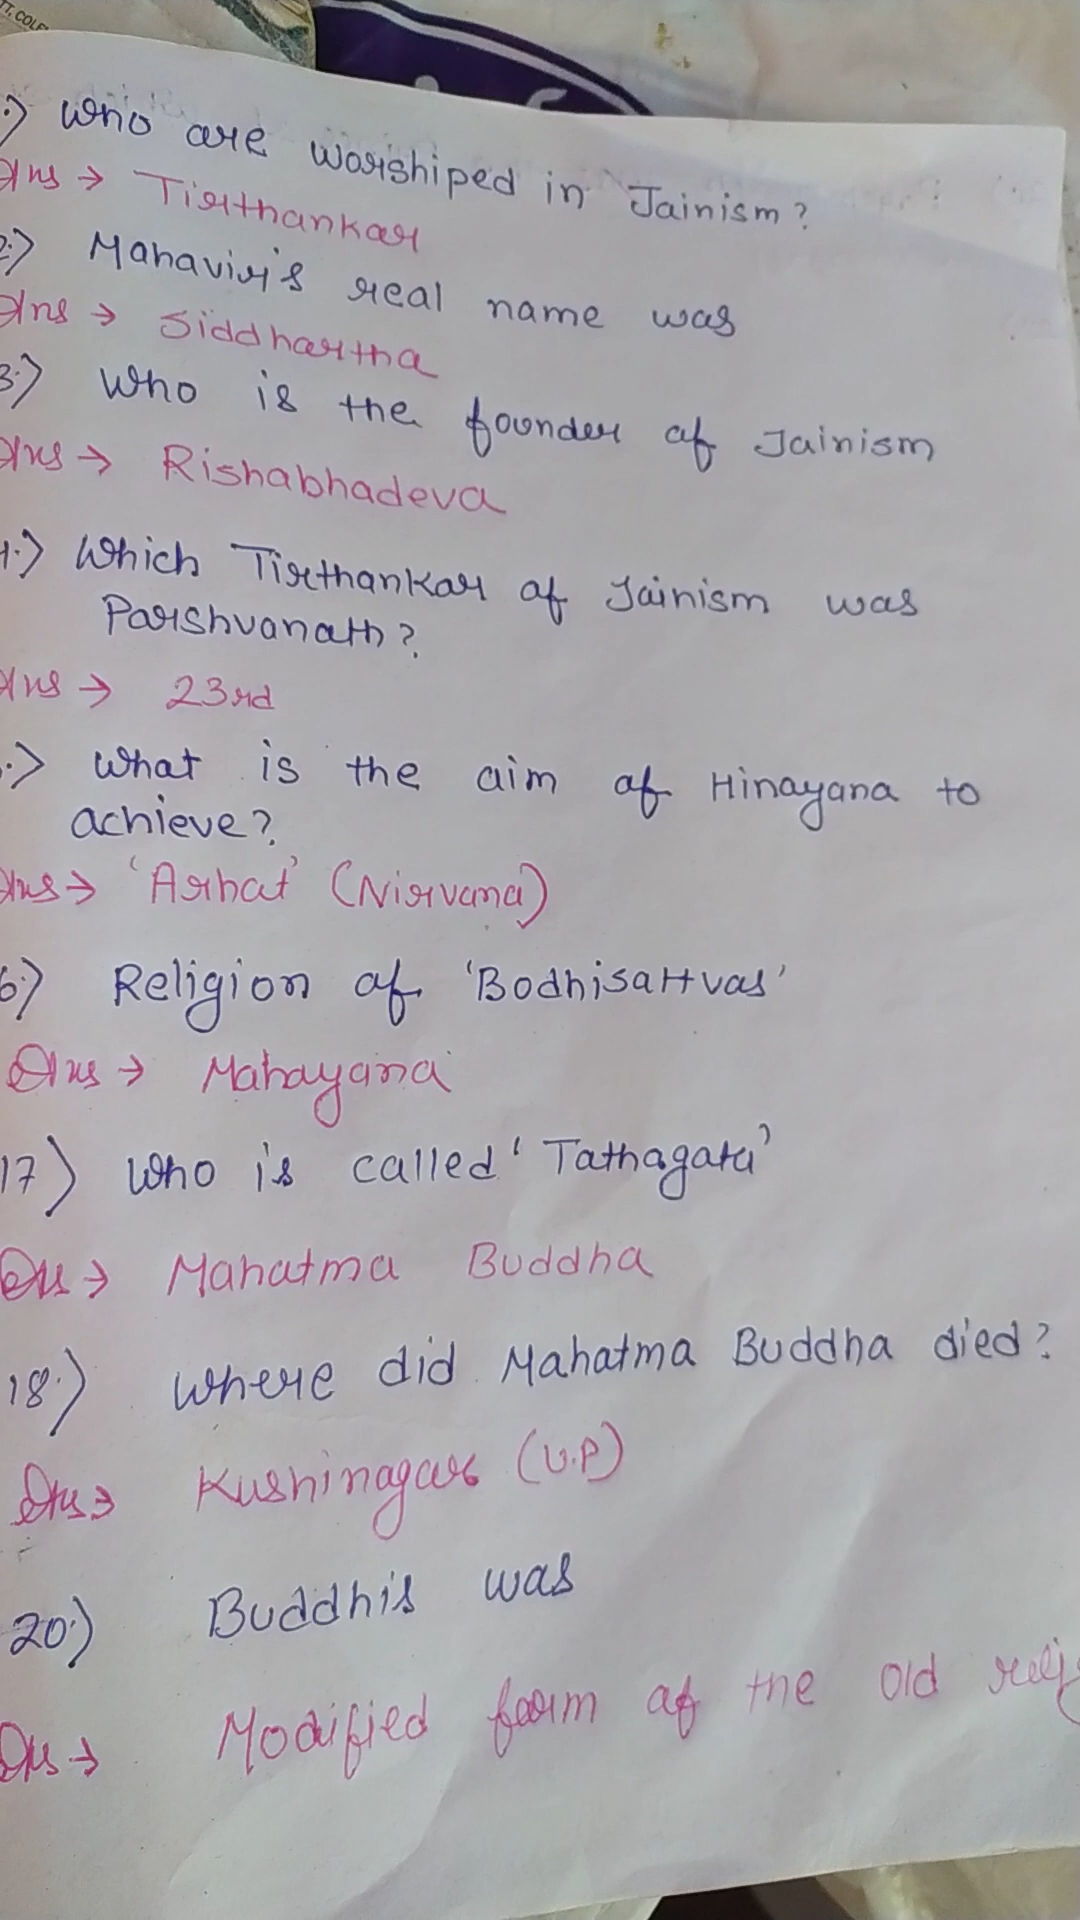 TT. COLE
.) Who are worshiped in Jainism?
Ans → Tirthankar
2.) Mahavir's real name was
Ans → Siddhartha
3.) Who is the founder of Jainism
Ans → Rishabhadeva
.) Which Tirthankar of Jainism was
Parshvanath?
Ans → 23rd
.) What is the aim of Hinayana to
achieve?
Ans → 'Arhat' (Nirvana)
6.) Religion of 'Bodhisattvas'
Ans → Mahayana
17) Who is called 'Tathagata'
Ans → Mahatma Buddha
18.) Where did Mahatma Buddha died?
Ans → Kushinagar (U.P)
20.) Buddhis was
Ans → Modified form of the old